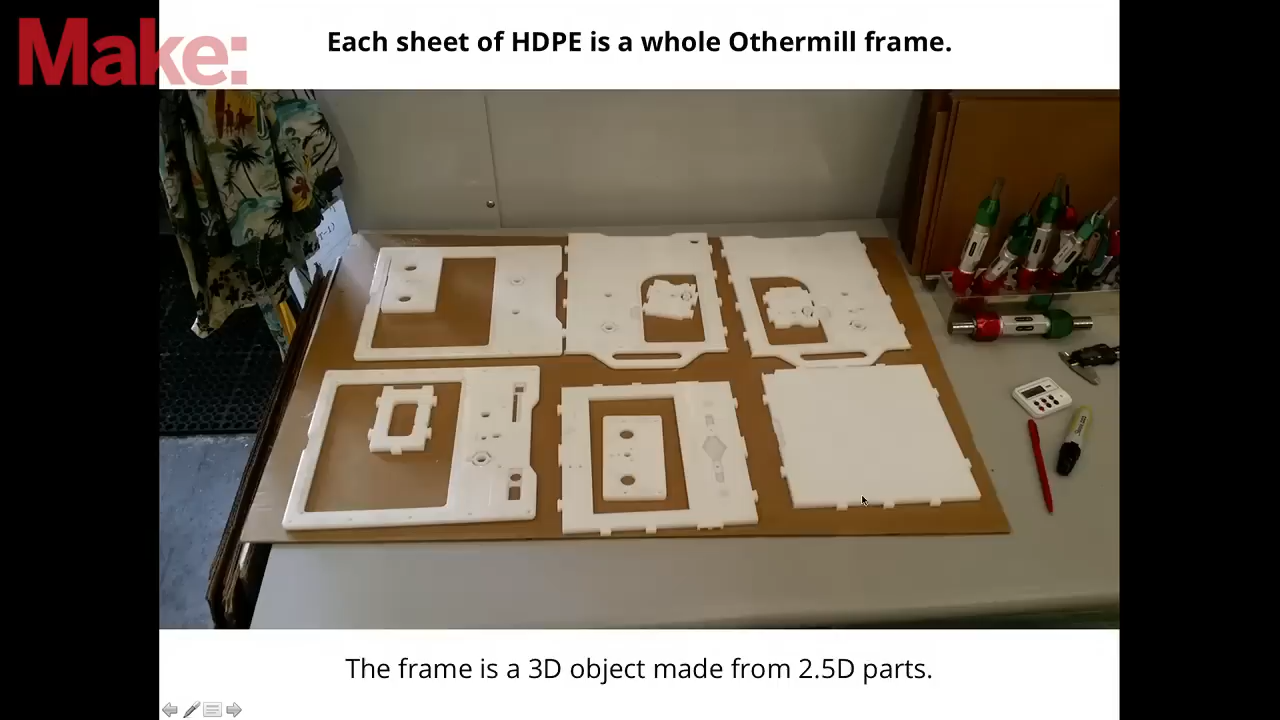 Make:
Each sheet of HDPE is a whole Othermill frame.
The frame is a 3D object made from 2.5D parts.